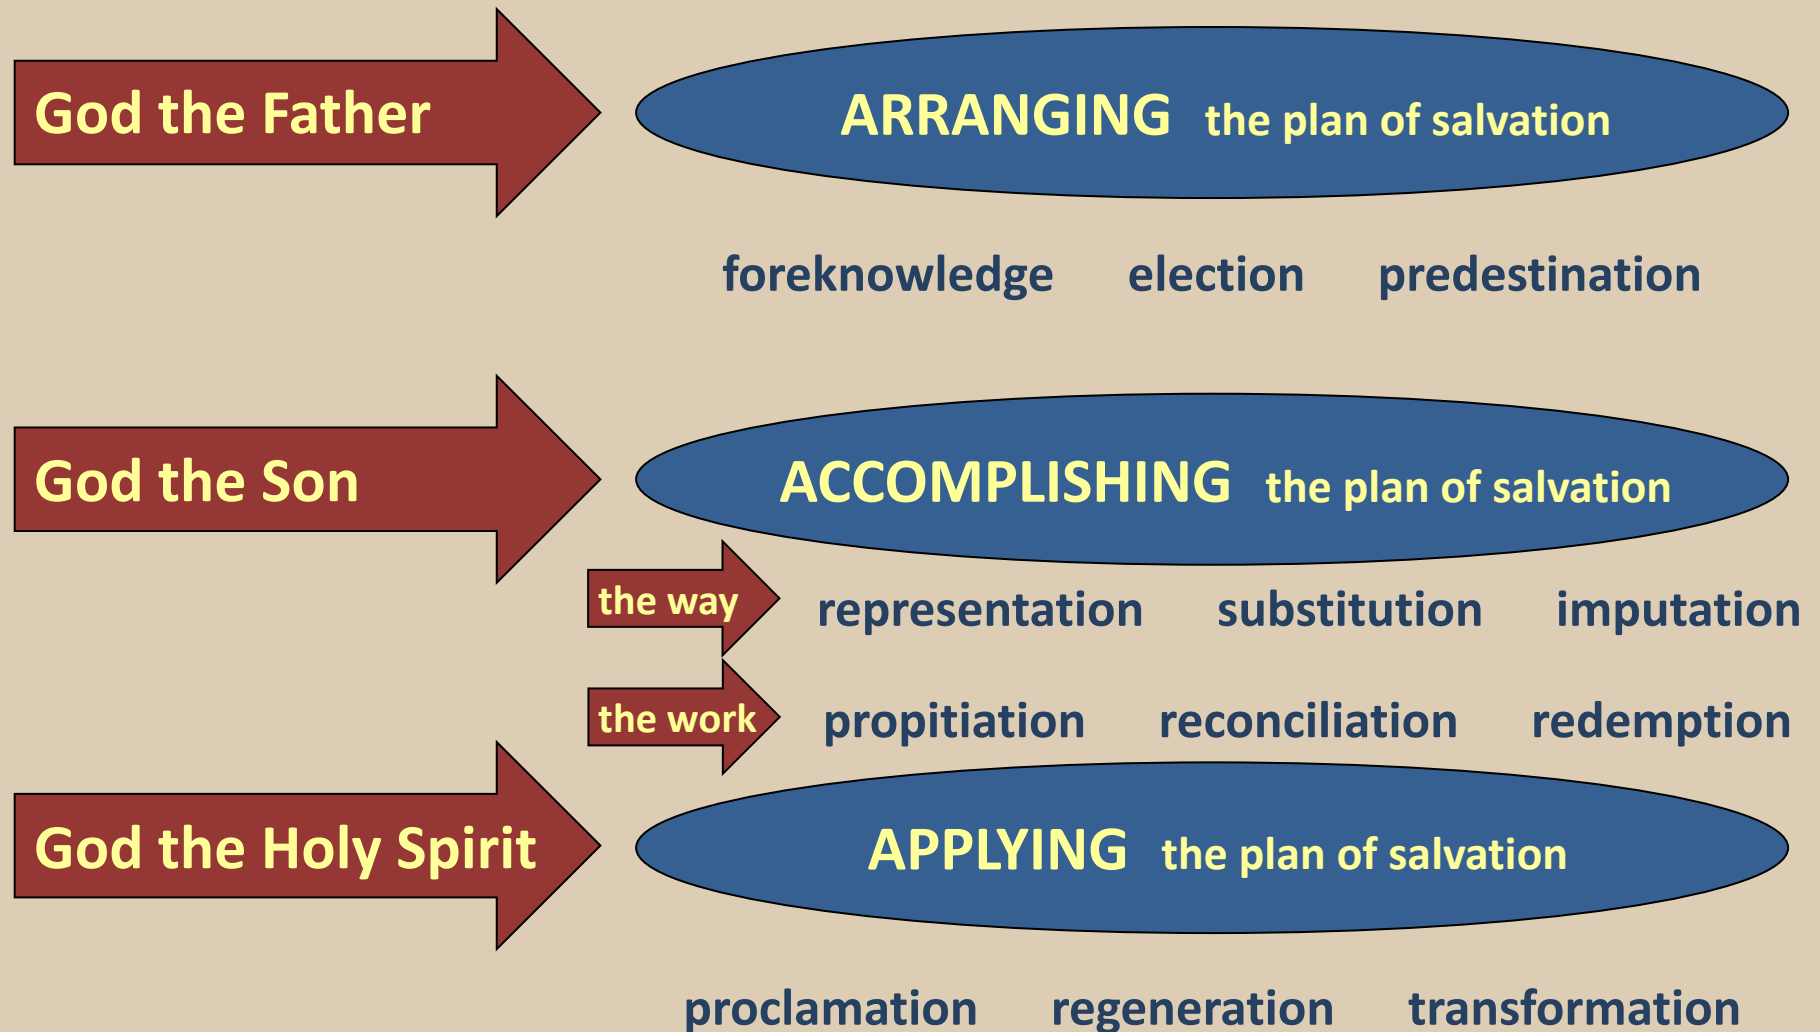 God the Father
ARRANGING the plan of salvation
foreknowledge election predestination
God the Son
ACCOMPLISHING the plan of salvation
the way
representation substitution imputation
the work
propitiation reconciliation redemption
God the Holy Spirit
APPLYING the plan of salvation
proclamation regeneration transformation